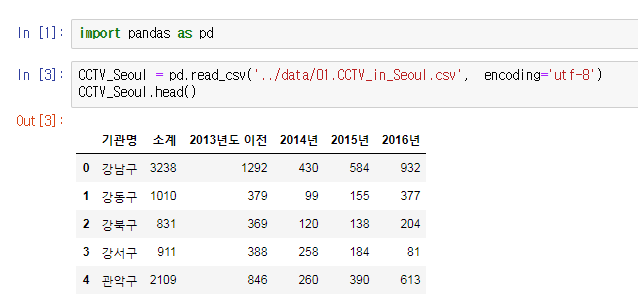 In [1]: import pandas as pd
In [3]: CCTV_Seoul = pd.read_csv('../data/01.CCTV_in_Seoul.csv', encoding='utf-8')
CCTV_Seoul.head()
Out[3]:
기관명 소계 2013년도 이전 2014년 2015년 2016년
0 강남구 3238 1292 430 584 932
1 강동구 1010 379 99 155 377
2 강북구 831 369 120 138 204
3 강서구 911 388 258 184 81
4 관악구 2109 846 260 390 613